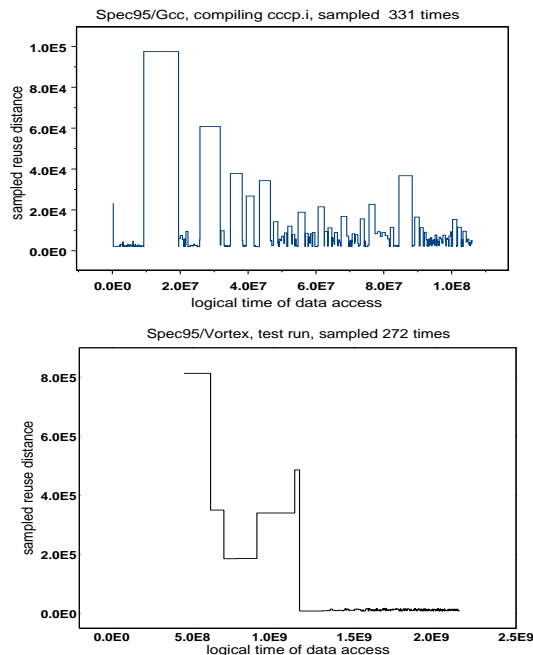 Spec95/Gcc, compiling cccp.i, sampled 331 times
1.0E5
8.0E4
6.0E4
4.0E4
2.0E4
0.0E0
sampled reuse distance
0.0E0 2.0E7 4.0E7 6.0E7 8.0E7 1.0E8
logical time of data access
Spec95/Vortex, test run, sampled 272 times
8.0E5
6.0E5
4.0E5
2.0E5
0.0E0
sampled reuse distance
0.0E0 5.0E8 1.0E9 1.5E9 2.0E9 2.5E9
logical time of data access